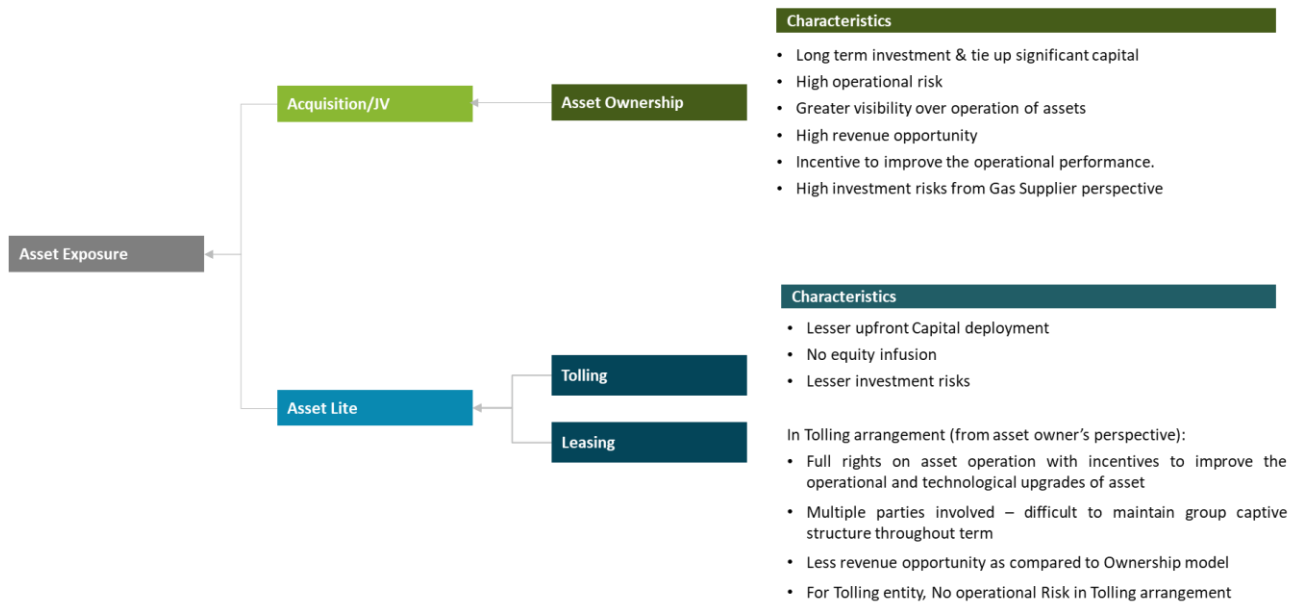 Characteristics
• Long term investment & tie up significant capital
• High operational risk
• Greater visibility over operation of assets
• High revenue opportunity
• Incentive to improve the operational performance.
• High investment risks from Gas Supplier perspective
Acquisition/JV
Asset Ownership
Asset Exposure
Asset Lite
Tolling
Leasing
Characteristics
• Lesser upfront Capital deployment
• No equity infusion
• Lesser investment risks
In Tolling arrangement (from asset owner's perspective):
• Full rights on asset operation with incentives to improve the
operational and technological upgrades of asset
• Multiple parties involved – difficult to maintain group captive
structure throughout term
• Less revenue opportunity as compared to Ownership model
• For Tolling entity, No operational Risk in Tolling arrangement